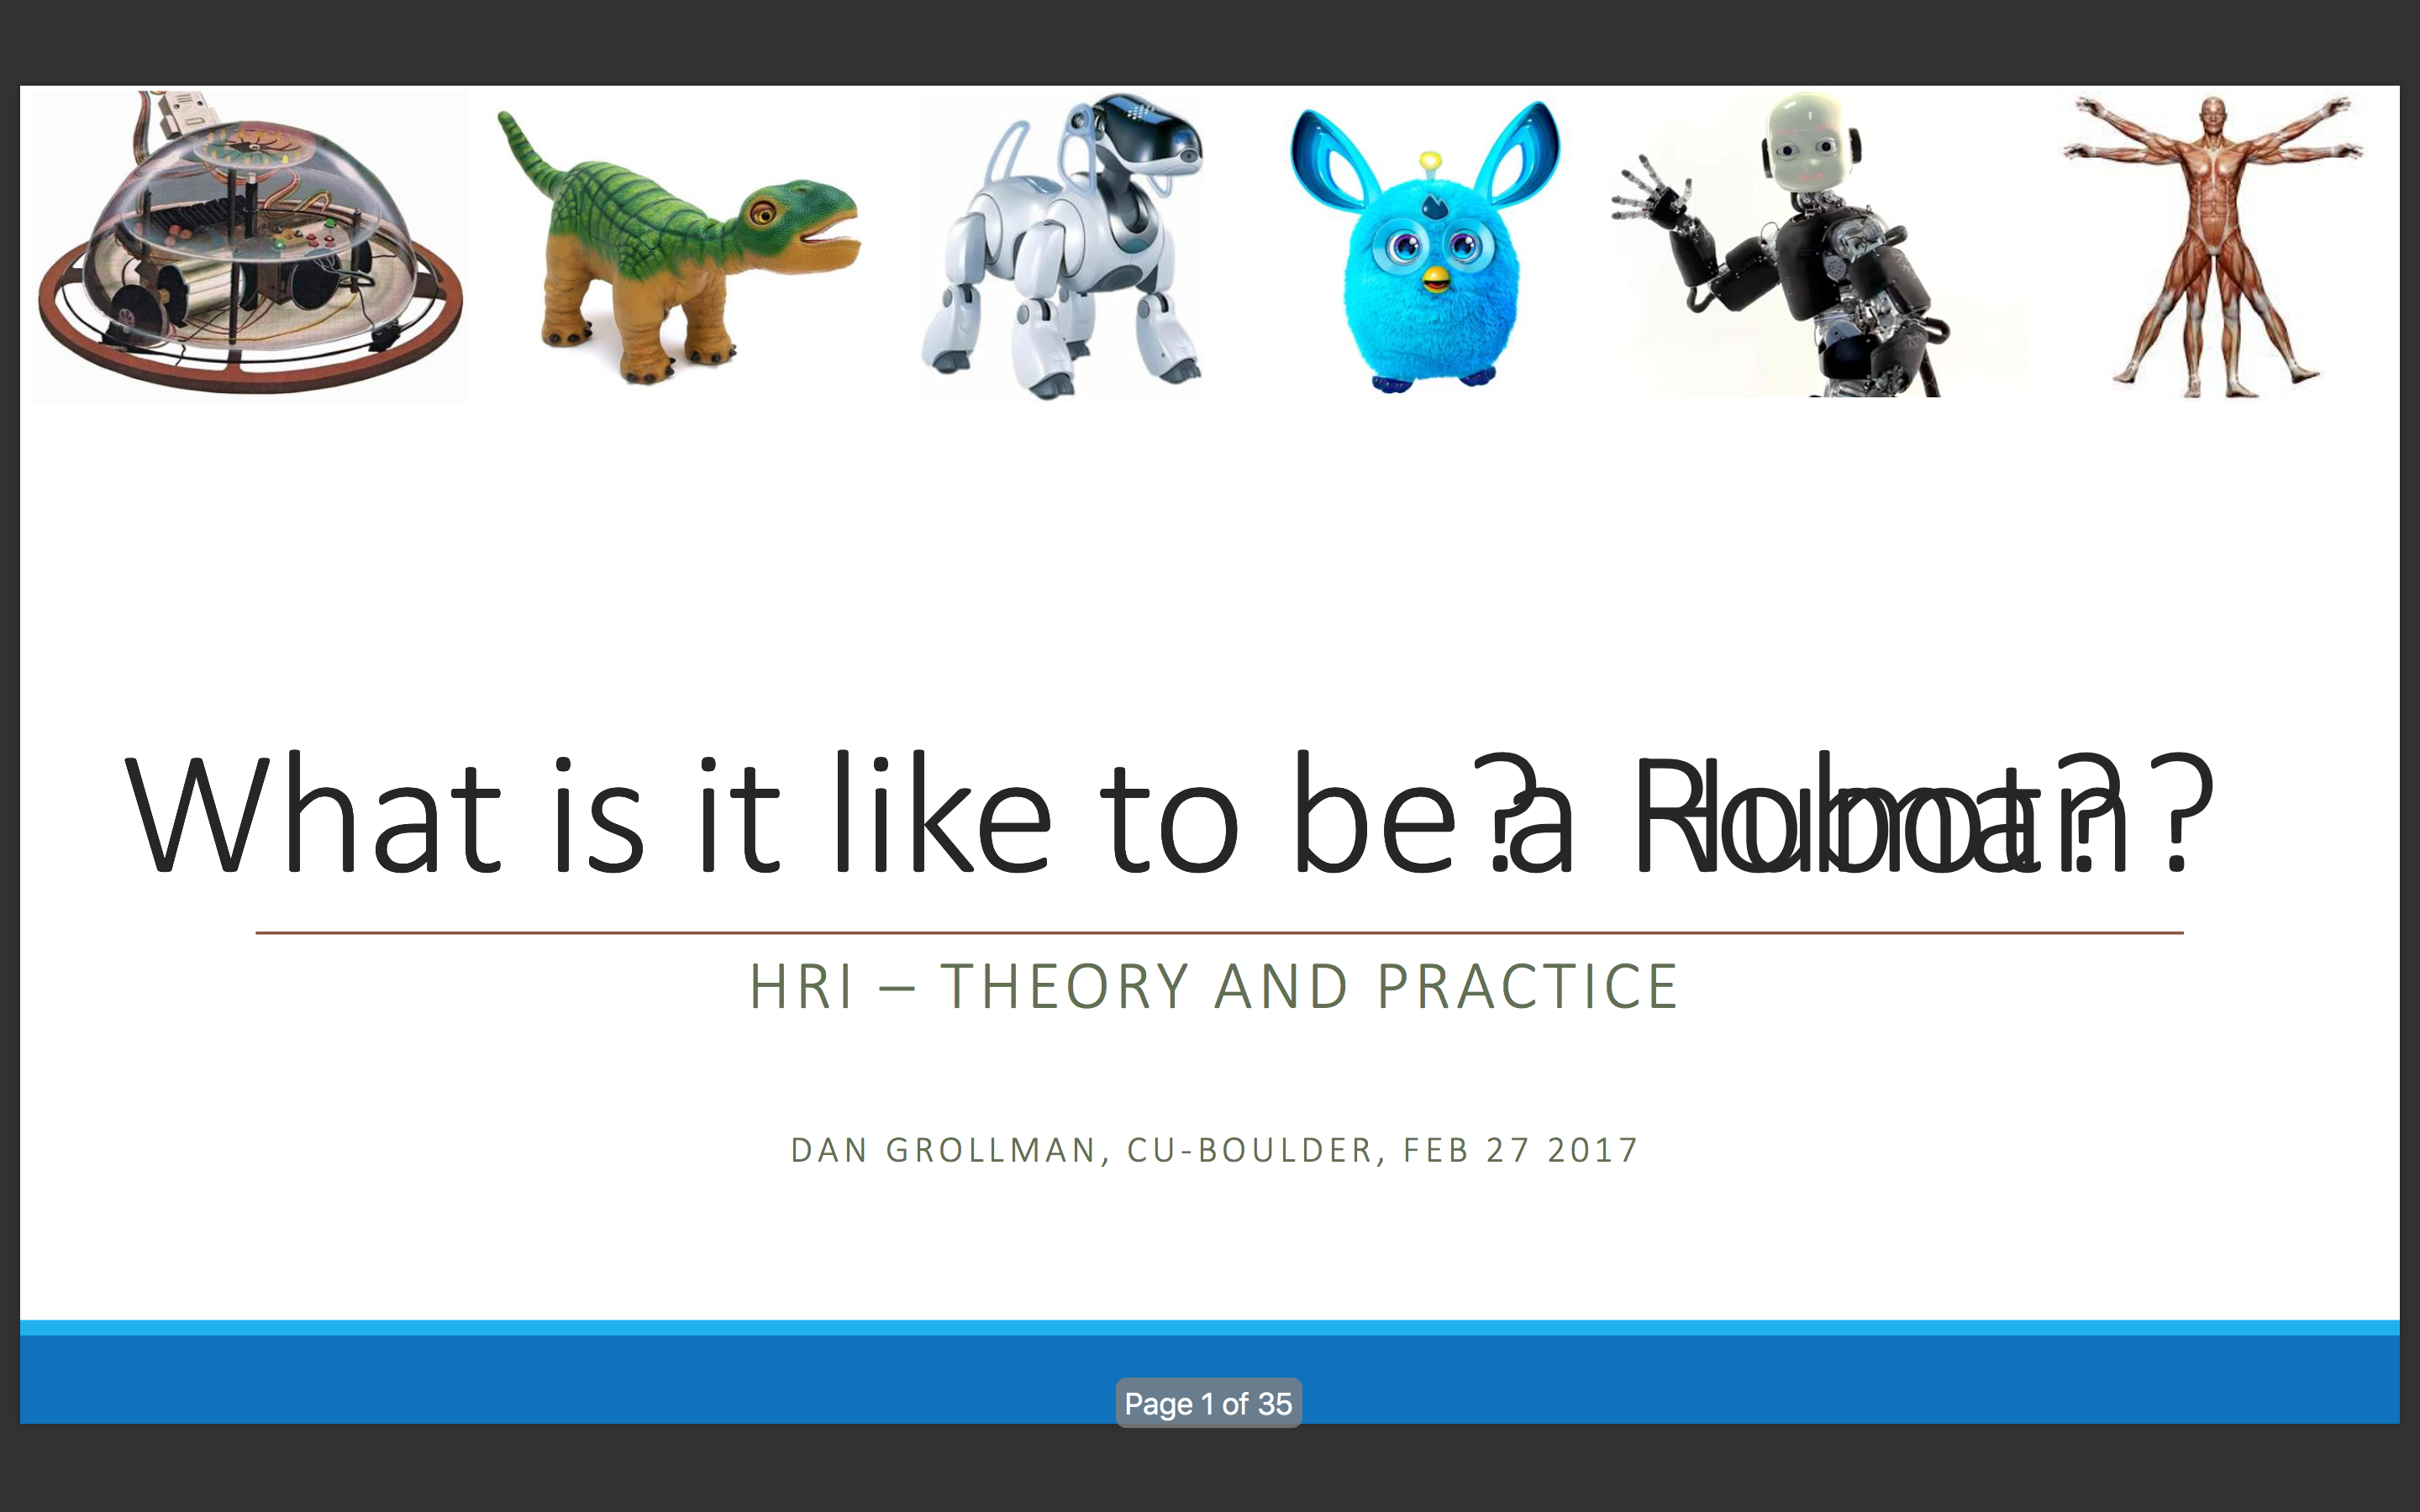 What is it like to be? a Robot? Human?
HRI – THEORY AND PRACTICE
DAN GROLLMAN, CU-BOULDER, FEB 27 2017
Page 1 of 35